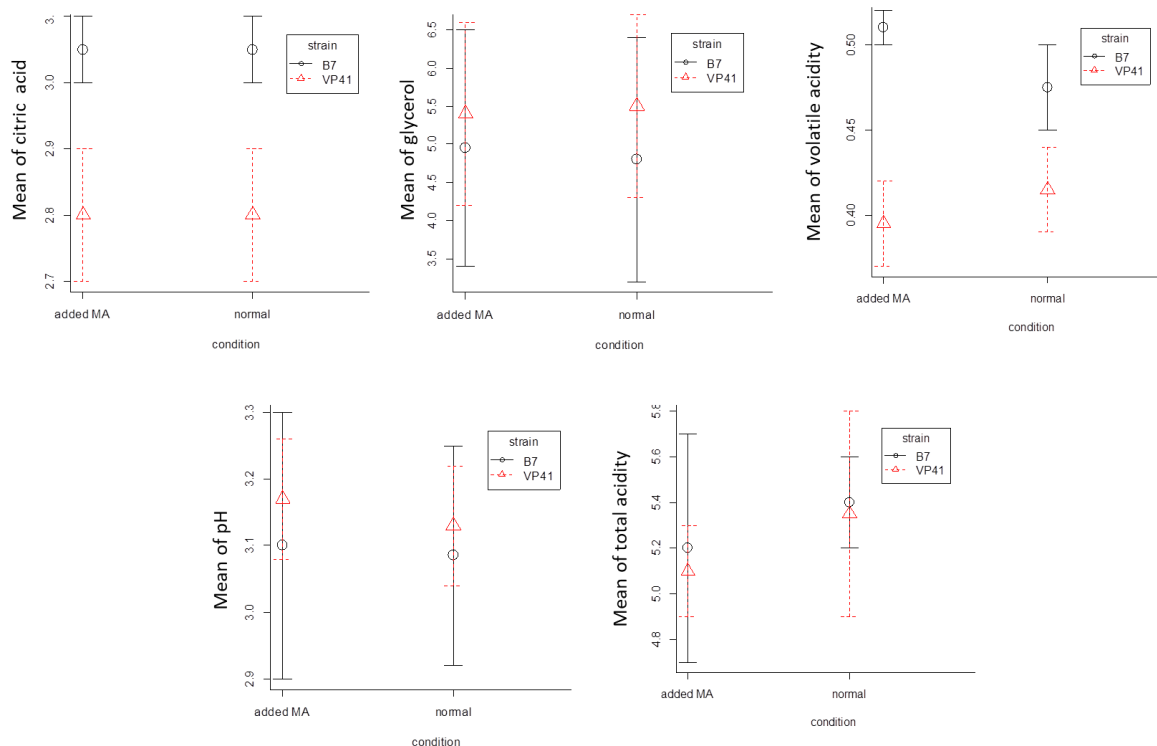 Mean of citric acid
3.
3.0
2.9
2.8
2.7
strain
B7
VP41
added MA
normal
condition
Mean of glycerol
6.5
6.0
5.5
5.0
4.5
4.0
3.5
strain
B7
VP41
added MA
normal
condition
Mean of volatile acidity
0.50
0.45
0.40
strain
B7
VP41
added MA
normal
condition
Mean of pH
3.3
3.2
3.1
3.0
2.9
strain
B7
VP41
added MA
normal
condition
Mean of total acidity
5.8
5.6
5.4
5.2
5.0
4.8
strain
B7
VP41
added MA
normal
condition